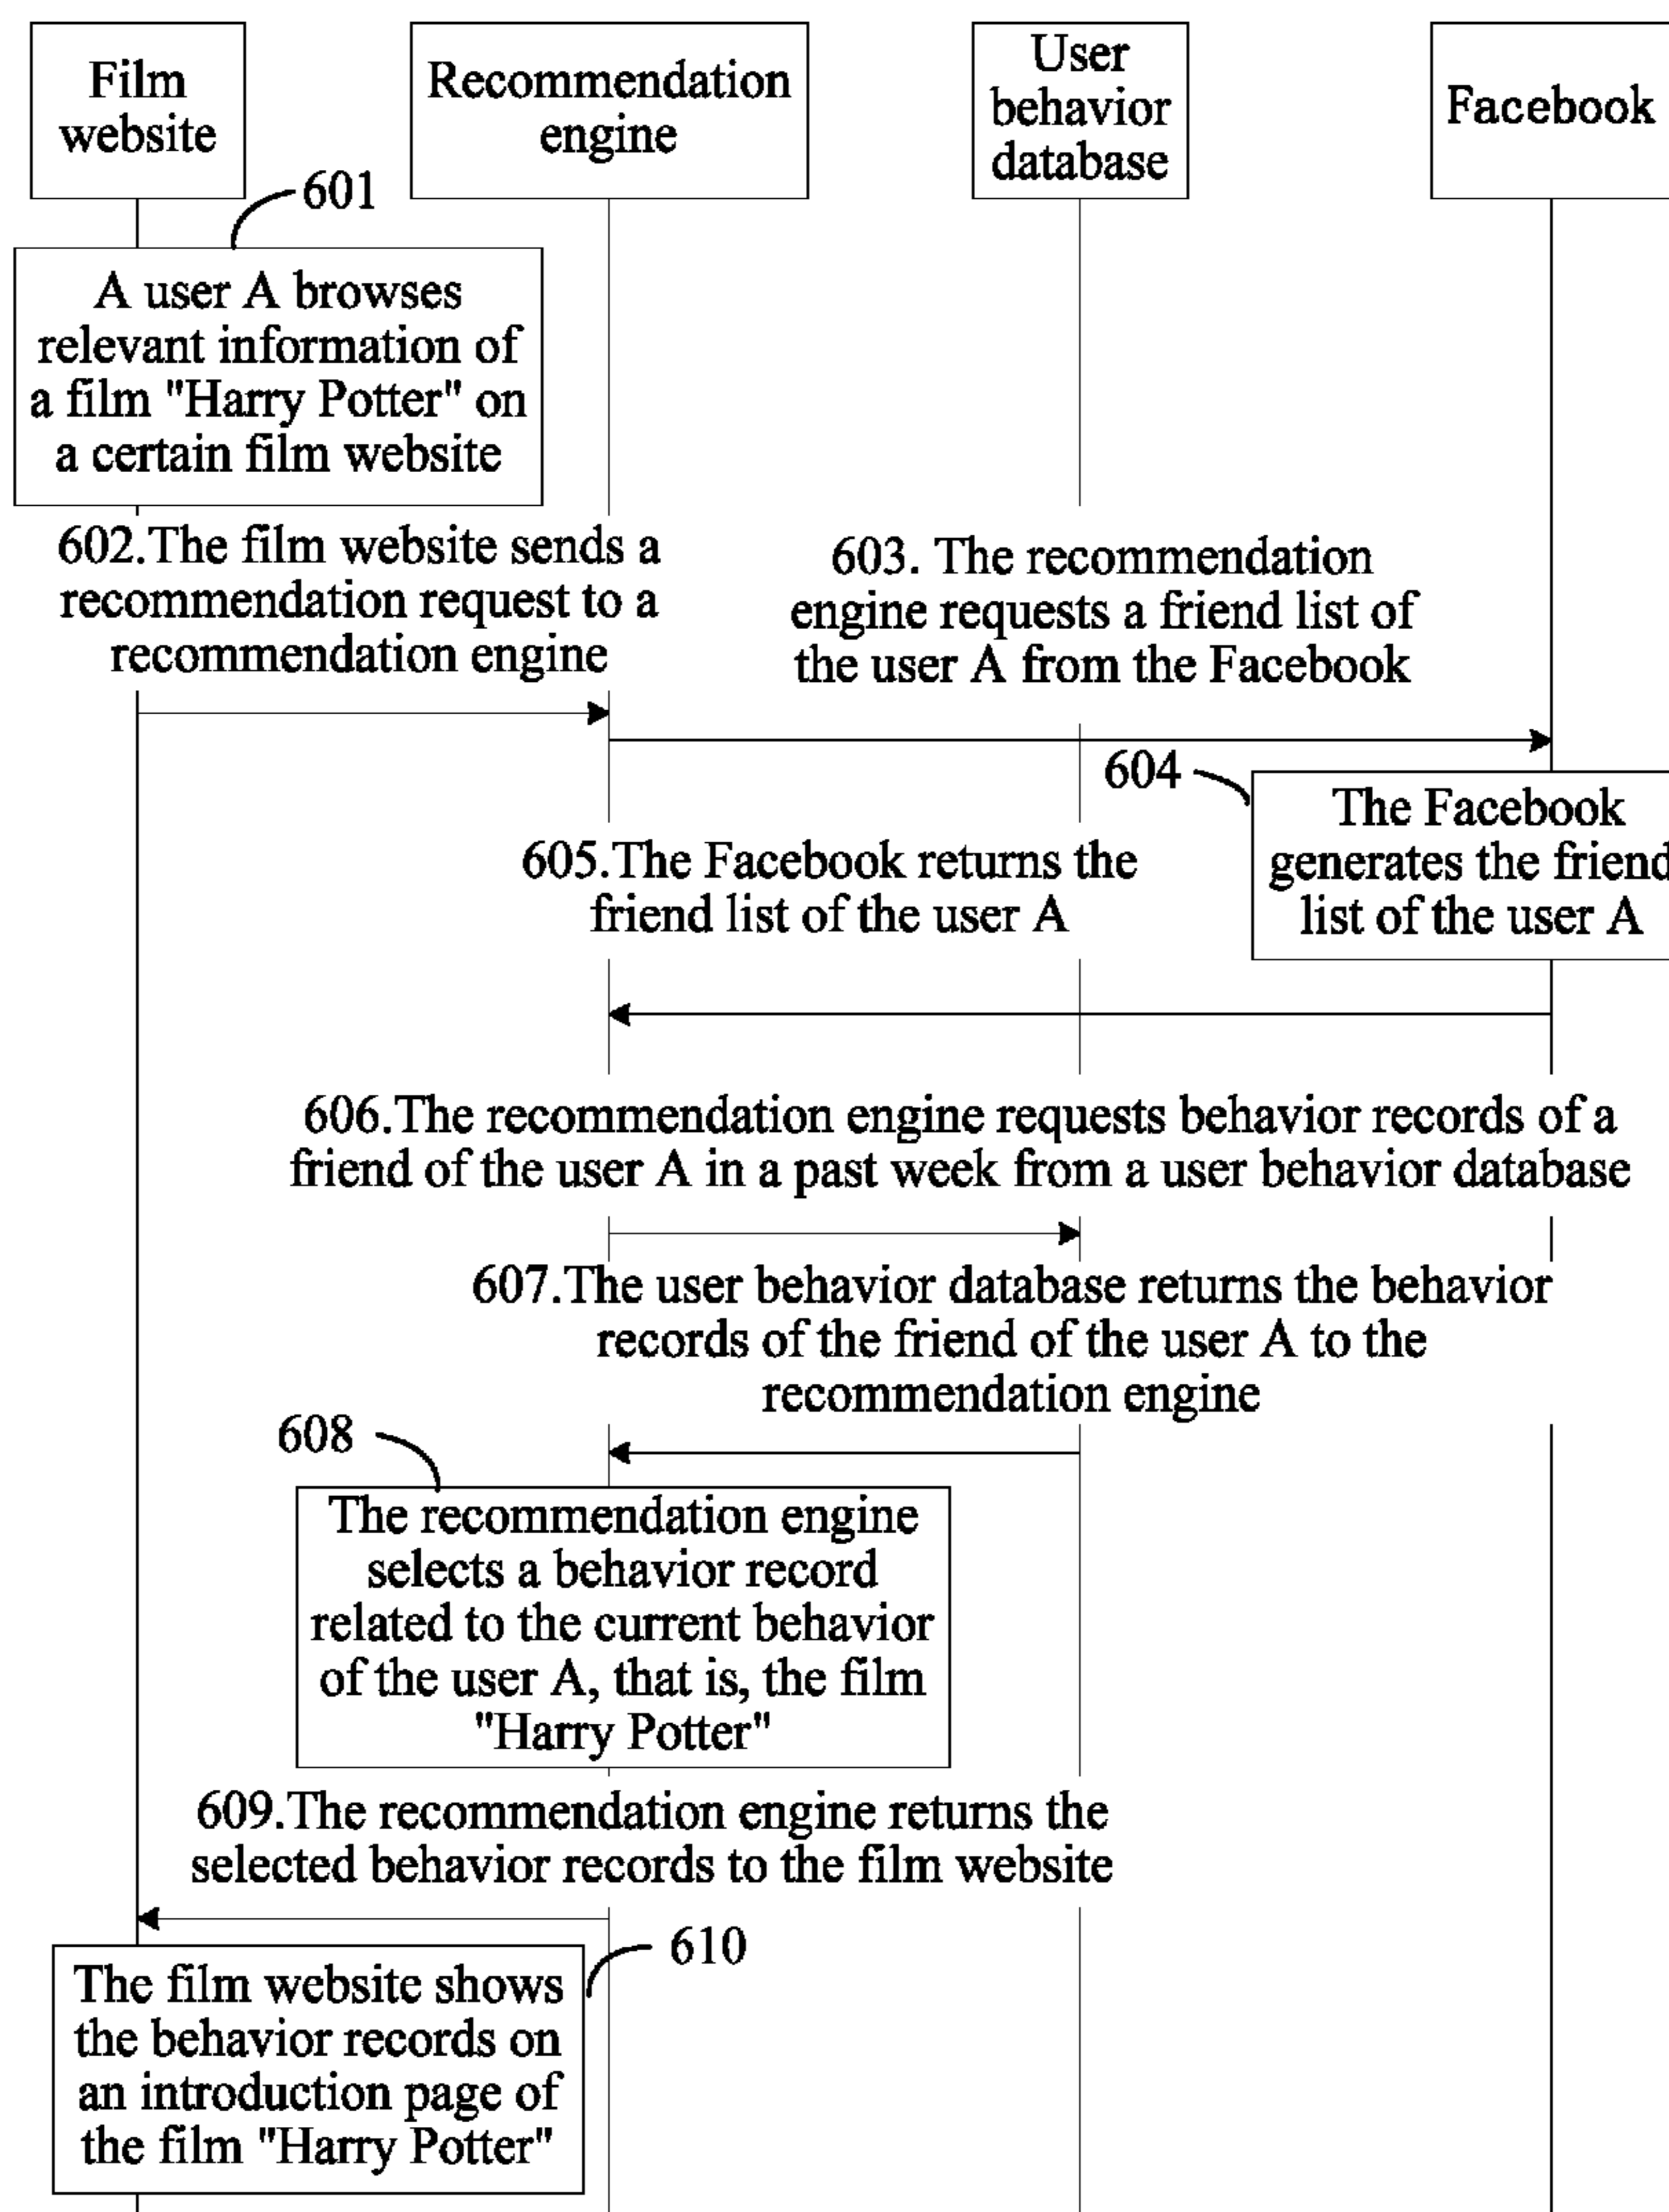 Film
website
Recommendation
engine
User
behavior
database
Facebook
601
A user A browses
relevant information of
a film "Harry Potter" on
a certain film website
602.The film website sends a
recommendation request to a
recommendation engine
603. The recommendation
engine requests a friend list of
the user A from the Facebook
604
The Facebook
generates the friend
list of the user A
605.The Facebook returns the
friend list of the user A
606.The recommendation engine requests behavior records of a
friend of the user A in a past week from a user behavior database
607.The user behavior database returns the behavior
records of the friend of the user A to the
recommendation engine
608
The recommendation engine
selects a behavior record
related to the current behavior
of the user A, that is, the film
"Harry Potter"
609.The recommendation engine returns the
selected behavior records to the film website
610
The film website shows
the behavior records on
an introduction page of
the film "Harry Potter"